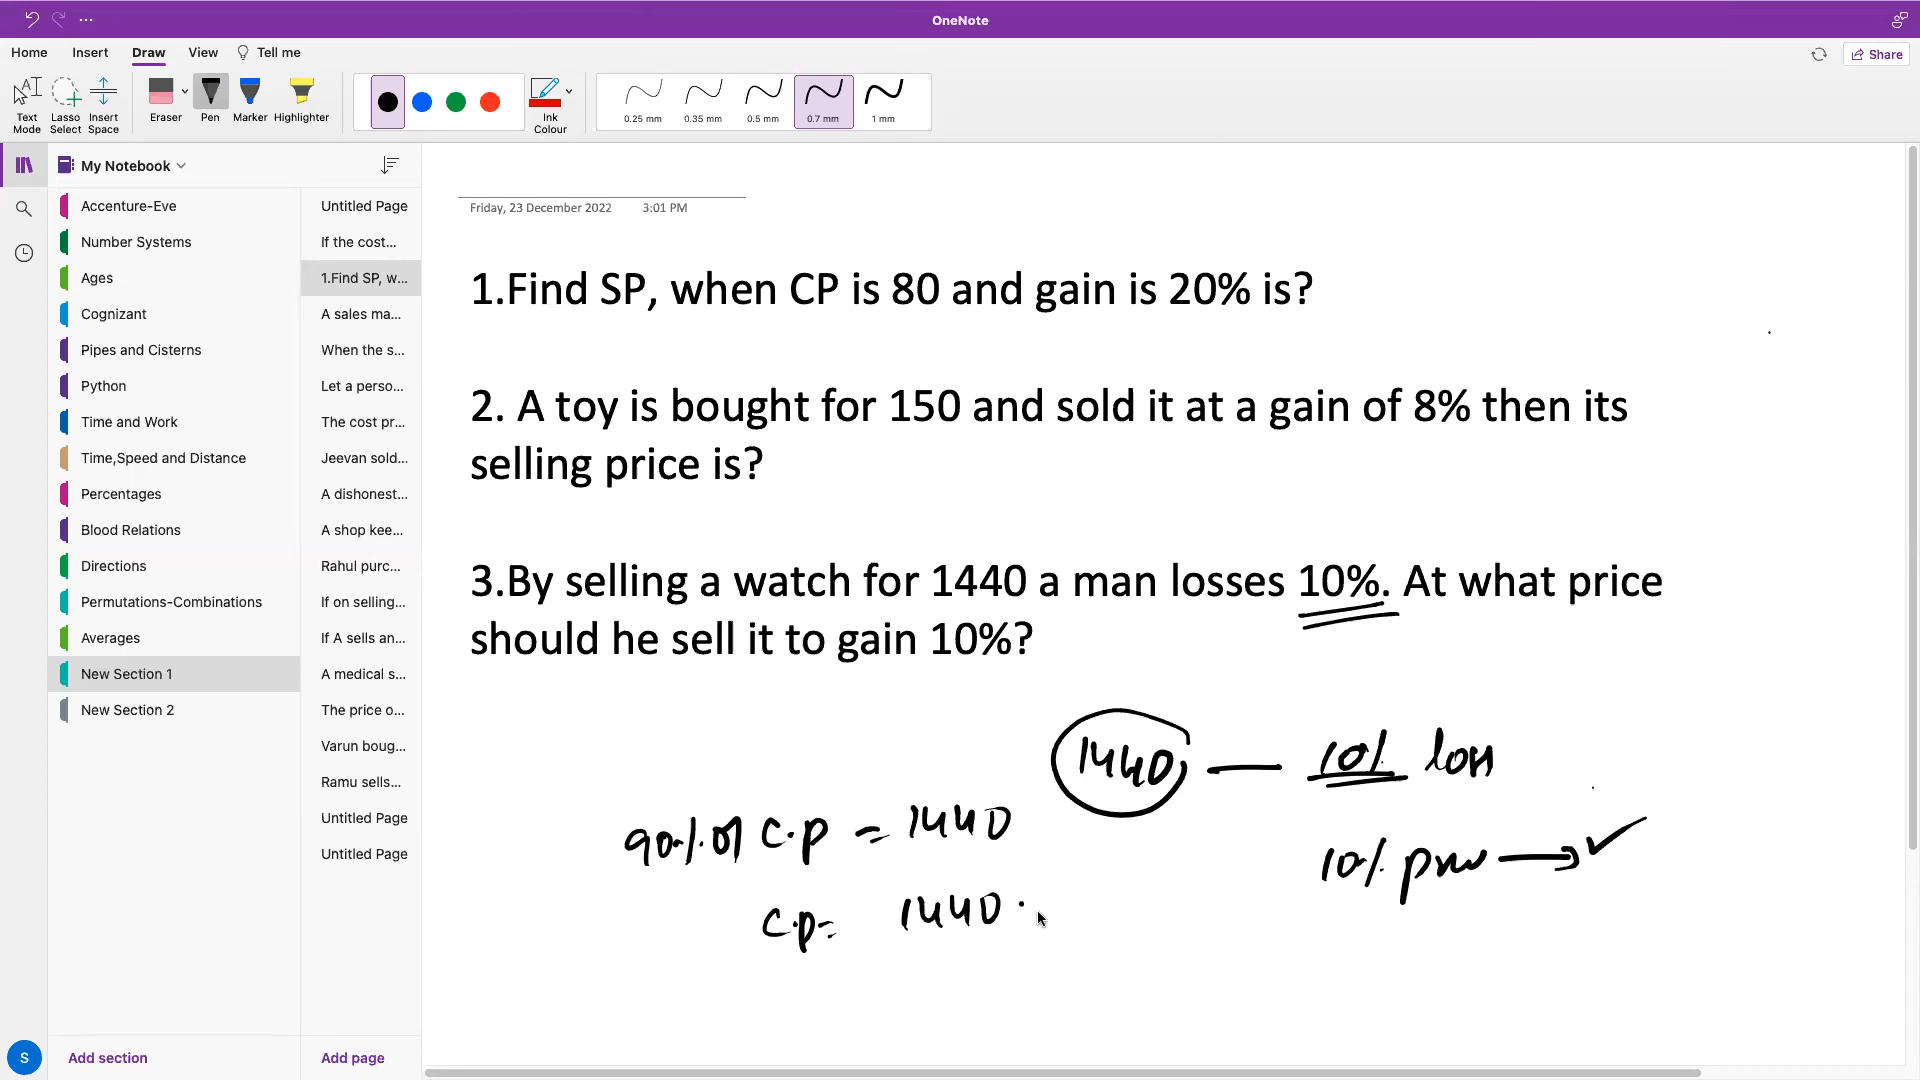 OneNote
Home Insert Draw View Tell me
Share
Text Mode
Lasso Select
Insert Space
Eraser
Pen
Marker
Highlighter
Ink Colour
0.25 mm
0.35 mm
0.5 mm
0.7 mm
1 mm
My Notebook
Accenture-Eve
Number Systems
Ages
Cognizant
Pipes and Cisterns
Python
Time and Work
Time,Speed and Distance
Percentages
Blood Relations
Directions
Permutations-Combinations
Averages
New Section 1
New Section 2
Add section
Untitled Page
If the cost...
1.Find SP, w...
A sales ma...
When the s...
Let a perso...
The cost pr...
Jeevan sold...
A dishonest...
A shop kee...
Rahul purc...
If on selling...
If A sells an...
A medical s...
The price o...
Varun boug...
Ramu sells...
Untitled Page
Untitled Page
Add page
S
Friday, 23 December 2022 3:01 PM
1.Find SP, when CP is 80 and gain is 20% is?
2. A toy is bought for 150 and sold it at a gain of 8% then its
selling price is?
3.By selling a watch for 1440 a man losses 10%. At what price
should he sell it to gain 10%?
1440 — 10% loss
90% of C.P = 1440
10% → ✓
C.P = 1440